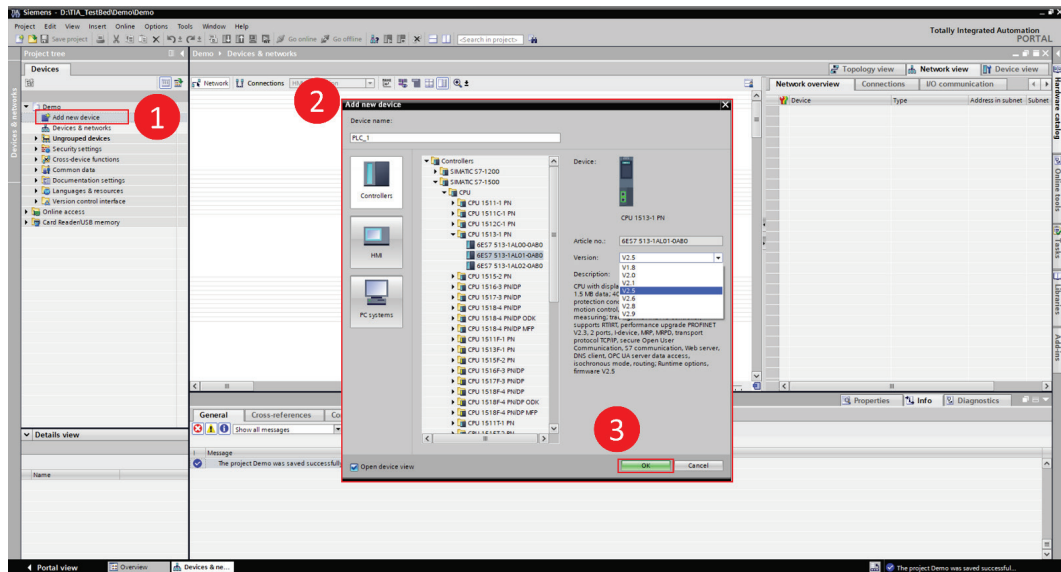 Siemens - D:\TIA_TestBed\Demo\Demo
Project Edit View Insert Online Options Tools Window Help
Totally Integrated Automation
PORTAL
Save project
Go online
Go offline
<Search in project>
Project tree
Demo
Devices & networks
Devices
Topology view
Network view
Device view
Network
Connections
Network overview
Connections
I/O communication
Device
Type
Address in subnet
Subnet
Demo
Add new device
Devices & networks
Ungrouped devices
Security settings
Cross-device functions
Common data
Documentation settings
Languages & resources
Version control interface
Online access
Card Reader/USB memory
1
2
Add new device
Device name:
PLC_1
Controllers
HMI
PC systems
Controllers
SIMATIC S7-1200
SIMATIC S7-1500
CPU
CPU 1511-1 PN
CPU 1511C-1 PN
CPU 1512C-1 PN
CPU 1513-1 PN
6ES7 513-1AL00-0AB0
6ES7 513-1AL01-0AB0
6ES7 513-1AL02-0AB0
CPU 1515-2 PN
CPU 1516-3 PN/DP
CPU 1517-3 PN/DP
CPU 1518-4 PN/DP
CPU 1518-4 PN/DP ODK
CPU 1518-4 PN/DP MFP
CPU 1511F-1 PN
CPU 1513F-1 PN
CPU 1515F-2 PN
CPU 1516F-3 PN/DP
CPU 1517F-3 PN/DP
CPU 1518F-4 PN/DP
CPU 1518F-4 PN/DP ODK
CPU 1518F-4 PN/DP MFP
CPU 1511T-1 PN
CPU 1515T-2 PN
Device:
CPU 1513-1 PN
Article no.:
6ES7 513-1AL01-0AB0
Version:
V2.5
V1.8
V2.0
V2.1
V2.5
V2.6
V2.8
V2.9
Description:
CPU with displa
1.5 MB data, 40
protection con
motion control
measuring, tra
supports RT/IRT, performance upgrade PROFINET
V2.3, 2 ports, I-device, MRP, MRPD, transport
protocol TCP/IP, secure Open User
Communication, S7 communication, Web server,
DNS client, OPC UA server data access,
isochronous mode, routing, Runtime options,
firmware V2.5
3
Open device view
OK
Cancel
Hardware catalog
Online tools
Tasks
Libraries
Add-ins
Devices & networks
Properties
Info
Diagnostics
General
Cross-references
Co
Show all messages
Message
The project Demo was saved successfully
Details view
Name
Portal view
Overview
Devices & ne...
The project Demo was saved successful...